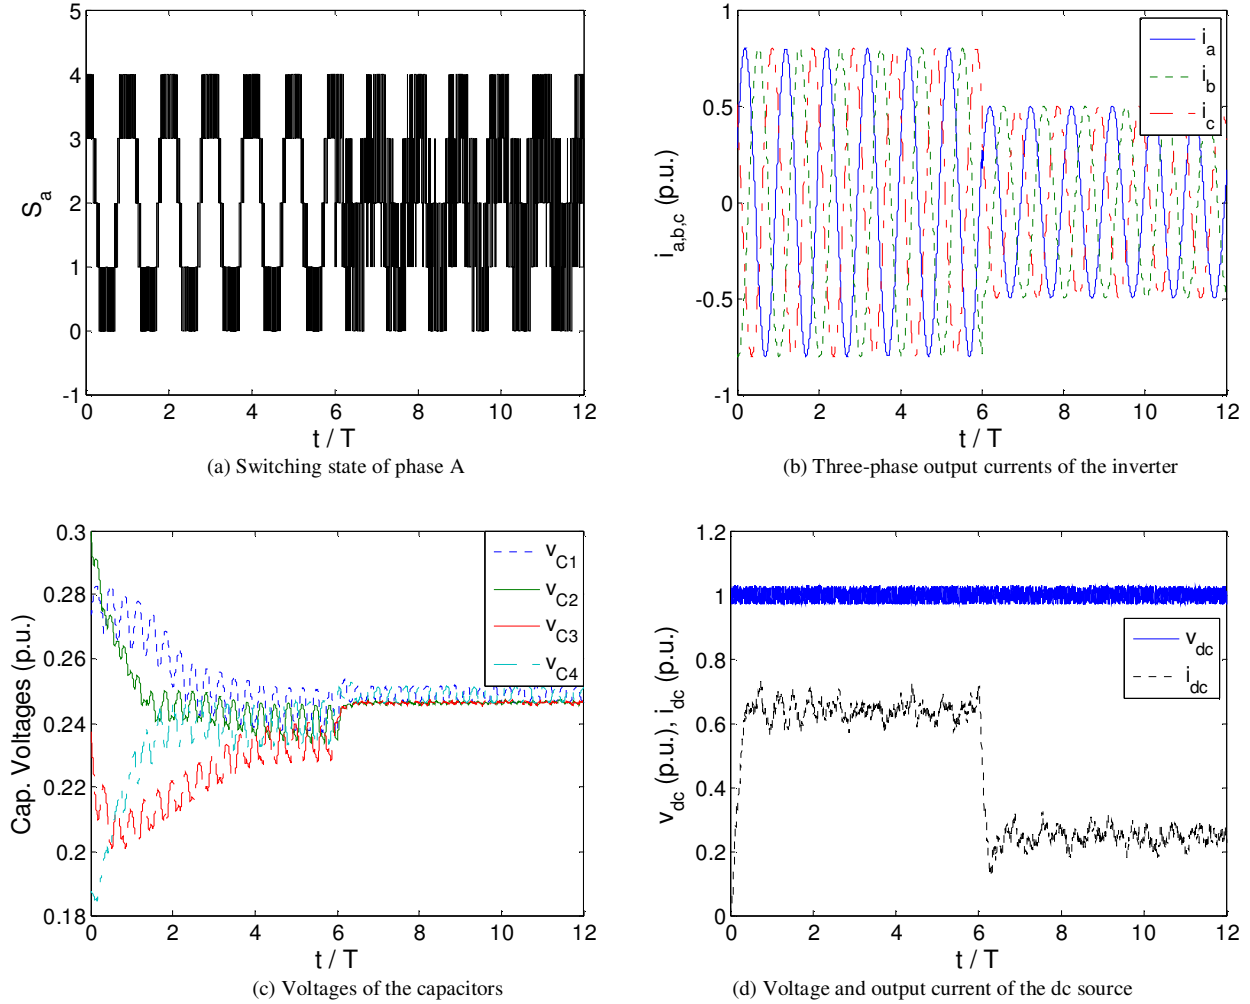 5
4
3
2
1
0
-1
S_a
0 2 4 6 8 10 12
t / T
(a) Switching state of phase A
1
0.5
0
-0.5
-1
i_a,b,c (p.u.)
i_a
i_b
i_c
0 2 4 6 8 10 12
t / T
(b) Three-phase output currents of the inverter
0.3
0.28
0.26
0.24
0.22
0.2
0.18
Cap. Voltages (p.u.)
v_C1
v_C2
v_C3
v_C4
0 2 4 6 8 10 12
t / T
(c) Voltages of the capacitors
1.2
1
0.8
0.6
0.4
0.2
0
v_dc (p.u.), i_dc (p.u.)
v_dc
i_dc
0 2 4 6 8 10 12
t / T
(d) Voltage and output current of the dc source